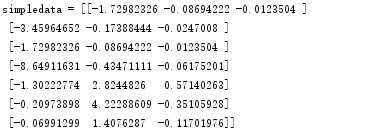 simpledata = [[-1.72982326 -0.08694222 -0.0123504 ]
[-3.45964652 -0.17388444 -0.0247008 ]
[-1.72982326 -0.08694222 -0.0123504 ]
[-8.64911631 -0.43471111 -0.06175201]
[-1.30222774  2.8244826   0.57140263]
[-0.20973898  4.22288609 -0.35105928]
[-0.06991299  1.4076287  -0.11701976]]